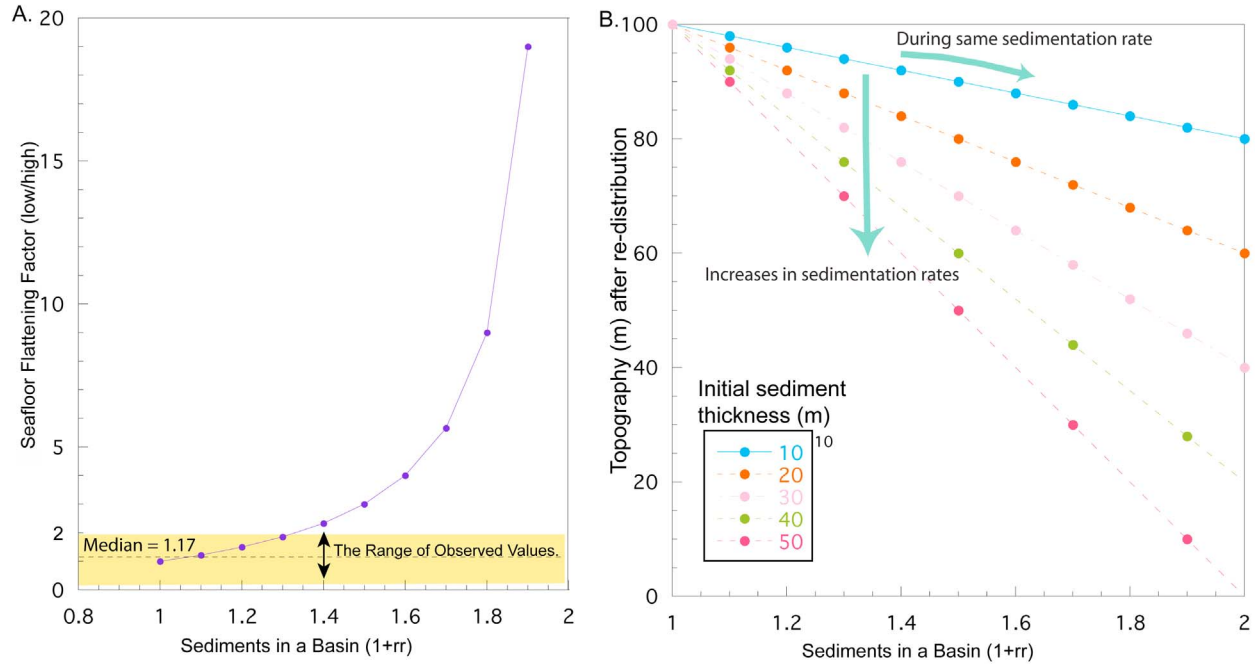 A.
20
15
10
5
2
0
Seafloor Flattening Factor (low/high)
Median = 1.17
The Range of Observed Values.
0.8 1 1.2 1.4 1.6 1.8 2
Sediments in a Basin (1+rr)
B.
100
80
60
40
20
0
Topography (m) after re-distribution
During same sedimentation rate
Increases in sedimentation rates
Initial sediment
thickness (m)
10
10
20
30
40
50
1 1.2 1.4 1.6 1.8 2
Sediments in a Basin (1+rr)